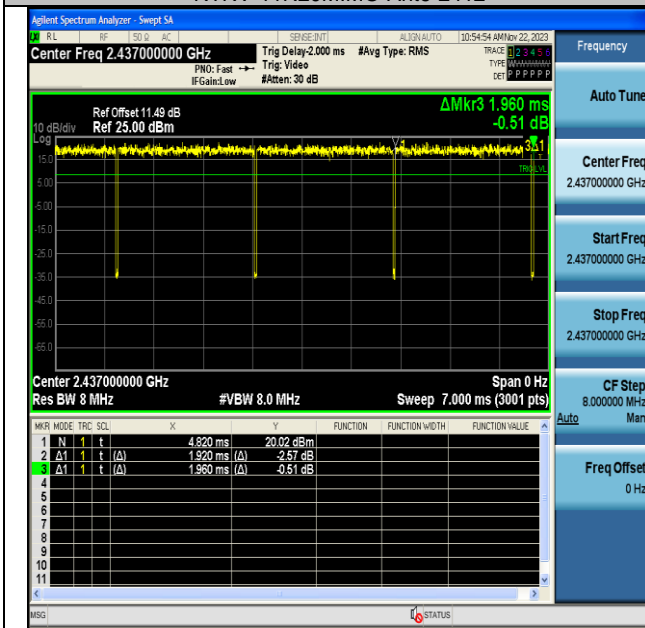 Agilent Spectrum Analyzer - Swept SA
LXI RL RF 50 Ω AC SENSE:INT ALIGN AUTO 10:54:54 AM Nov 22, 2023
Center Freq 2.437000000 GHz
PNO: Fast
IFGain:Low
Trig Delay-2.000 ms
Trig: Video
#Atten: 30 dB
#Avg Type: RMS
TRACE 1 2 3 4 5 6
TYPE
DET P P P P P P
Frequency
Auto Tune
Center Freq
2.437000000 GHz
Start Freq
2.437000000 GHz
Stop Freq
2.437000000 GHz
CF Step
8.000000 MHz
Auto Man
Freq Offset
0 Hz
ΔMkr3 1.960 ms
-0.51 dB
Ref Offset 11.49 dB
10 dB/div Ref 25.00 dBm
Log
15.0
5.00
-5.00
-15.0
-25.0
-35.0
-45.0
-55.0
-65.0
3Δ1
TRIG LVL
Center 2.437000000 GHz Span 0 Hz
Res BW 8 MHz #VBW 8.0 MHz Sweep 7.000 ms (3001 pts)
MKR MODE TRC SCL X Y FUNCTION FUNCTION WIDTH FUNCTION VALUE
1 N 1 t 4.820 ms 20.02 dBm
2 Δ1 1 t (Δ) 1.920 ms (Δ) -2.57 dB
3 Δ1 1 t (Δ) 1.960 ms (Δ) -0.51 dB
4
5
6
7
8
9
10
11
MSG STATUS